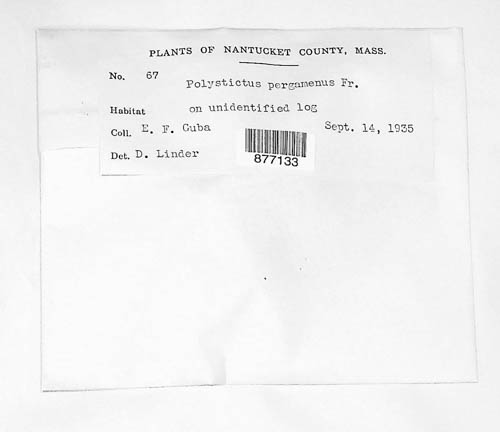 PLANTS OF NANTUCKET COUNTY, MASS.
No. 67
Polystictus pergamenus Fr.
Habitat on unidentified log
Coll. E. F. Guba Sept. 14, 1935
Det. D. Linder
877133